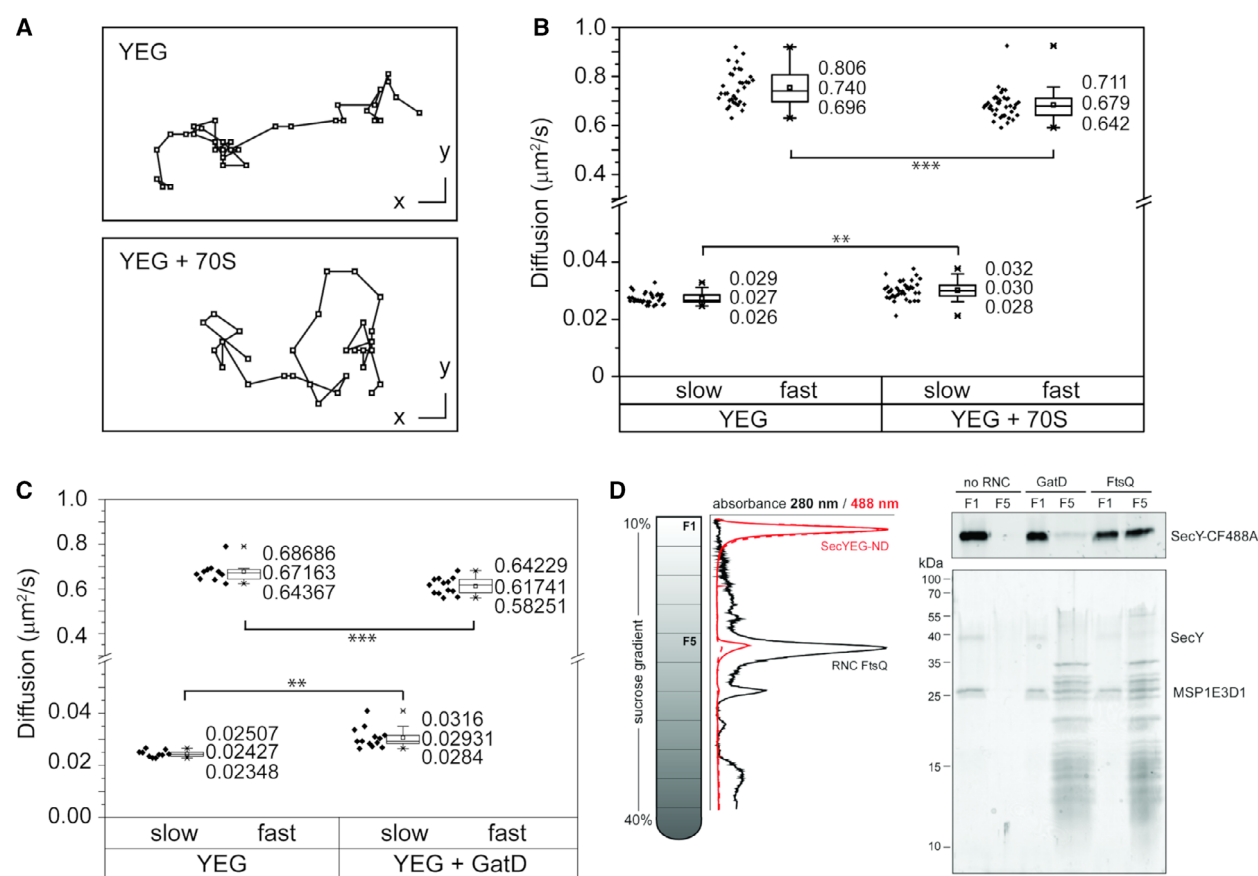 A
YEG
y
x
YEG + 70S
y
x
B
Diffusion (μm²/s)
1.0
0.8
0.6
0.4
0.04
0.02
0
0.806
0.740
0.696
0.711
0.679
0.642
***
**
0.029
0.027
0.026
0.032
0.030
0.028
slow fast slow fast
YEG YEG + 70S
C
Diffusion (μm²/s)
1.0
0.8
0.6
0.4
0.04
0.02
0.00
0.68686
0.67163
0.64367
0.64229
0.61741
0.58251
***
**
0.02507
0.02427
0.02348
0.0316
0.02931
0.0284
slow fast slow fast
YEG YEG + GatD
D
absorbance 280 nm / 488 nm
10%
F1
SecYEG-ND
sucrose gradient
F5
RNC FtsQ
40%
no RNC GatD FtsQ
F1 F5 F1 F5 F1 F5
SecY-CF488A
kDa
100
70
55
40
35
25
15
10
SecY
MSP1E3D1